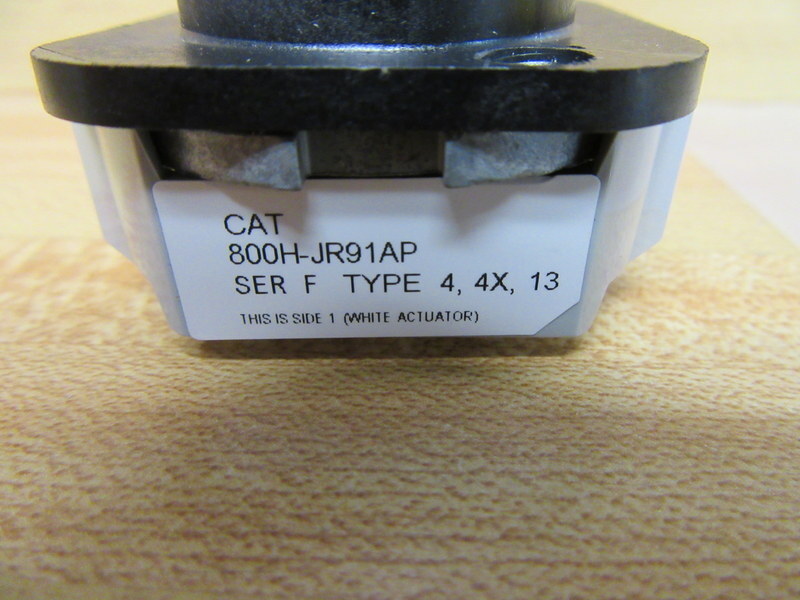 CAT
800H-JR91AP
SER F TYPE 4, 4X, 13
THIS IS SIDE 1 (WHITE ACTUATOR)